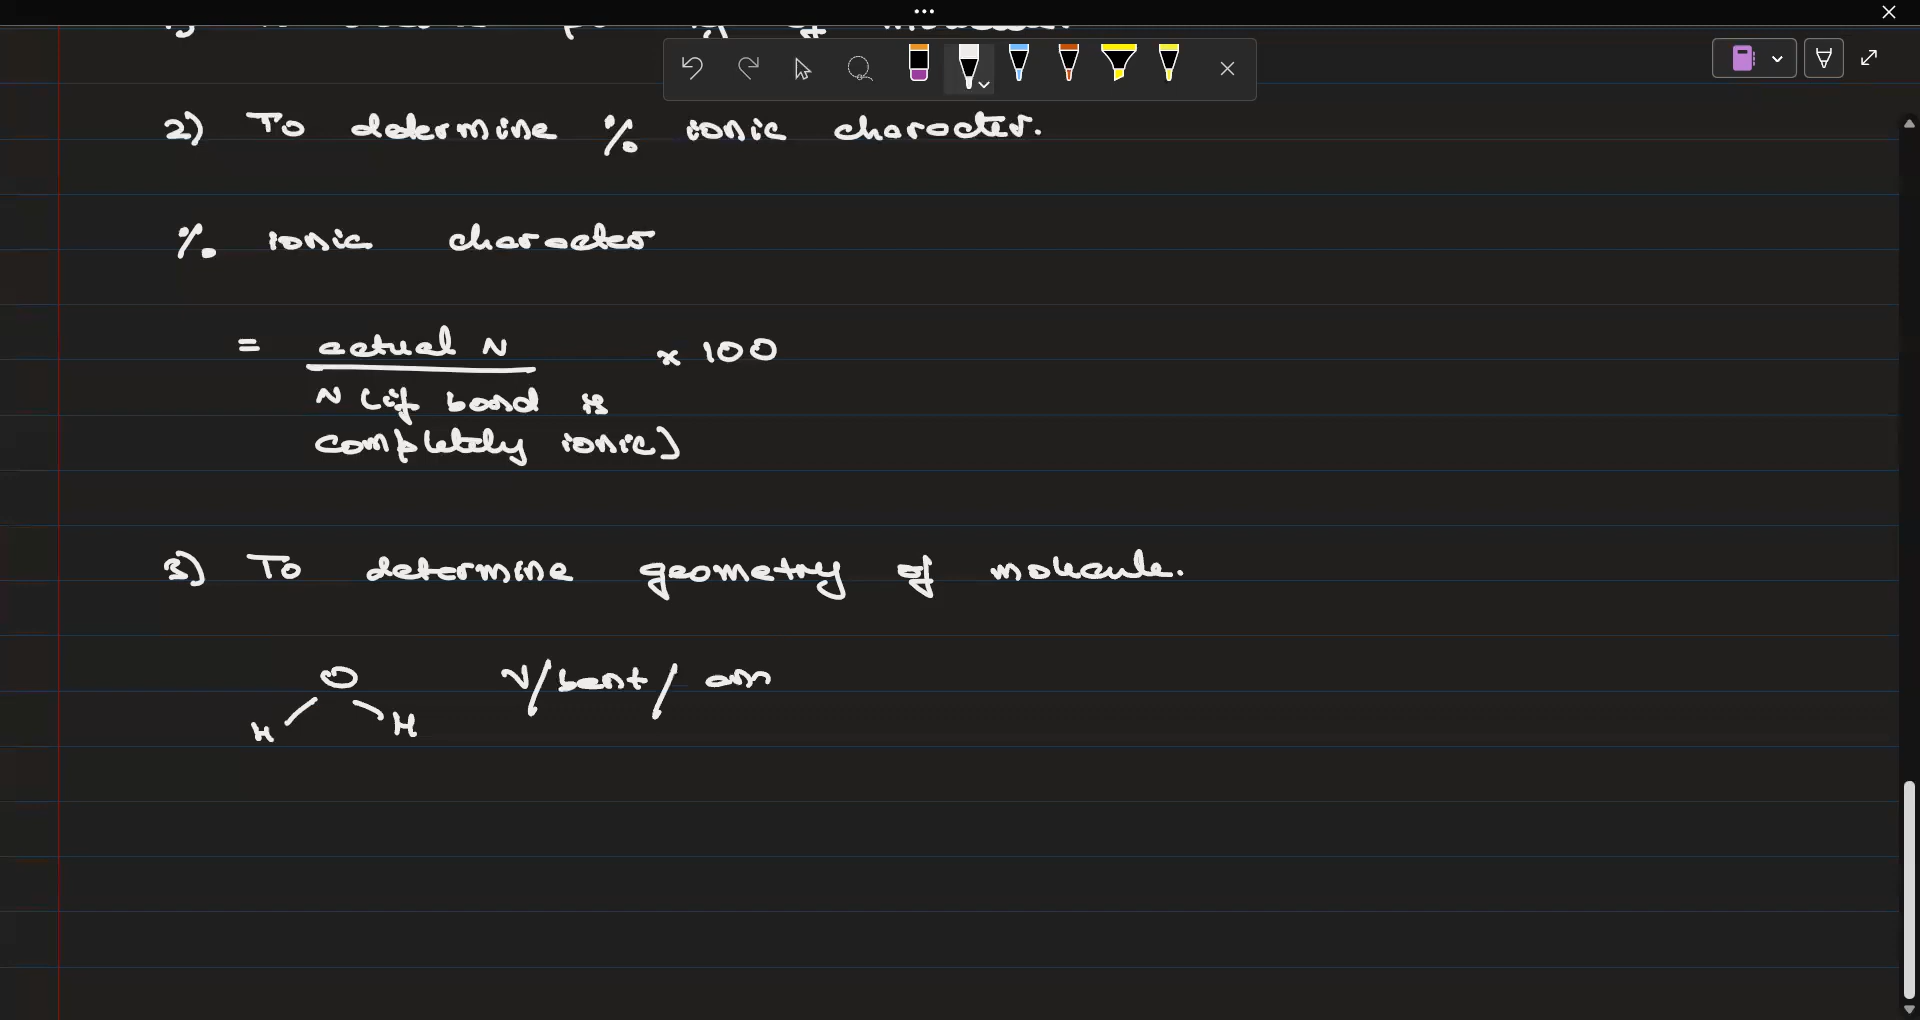 2) To determine % ionic character.
% ionic character
= actual N × 100
N (if bond is
completely ionic)
3) To determine geometry of molecule.
O V/bent/
H H